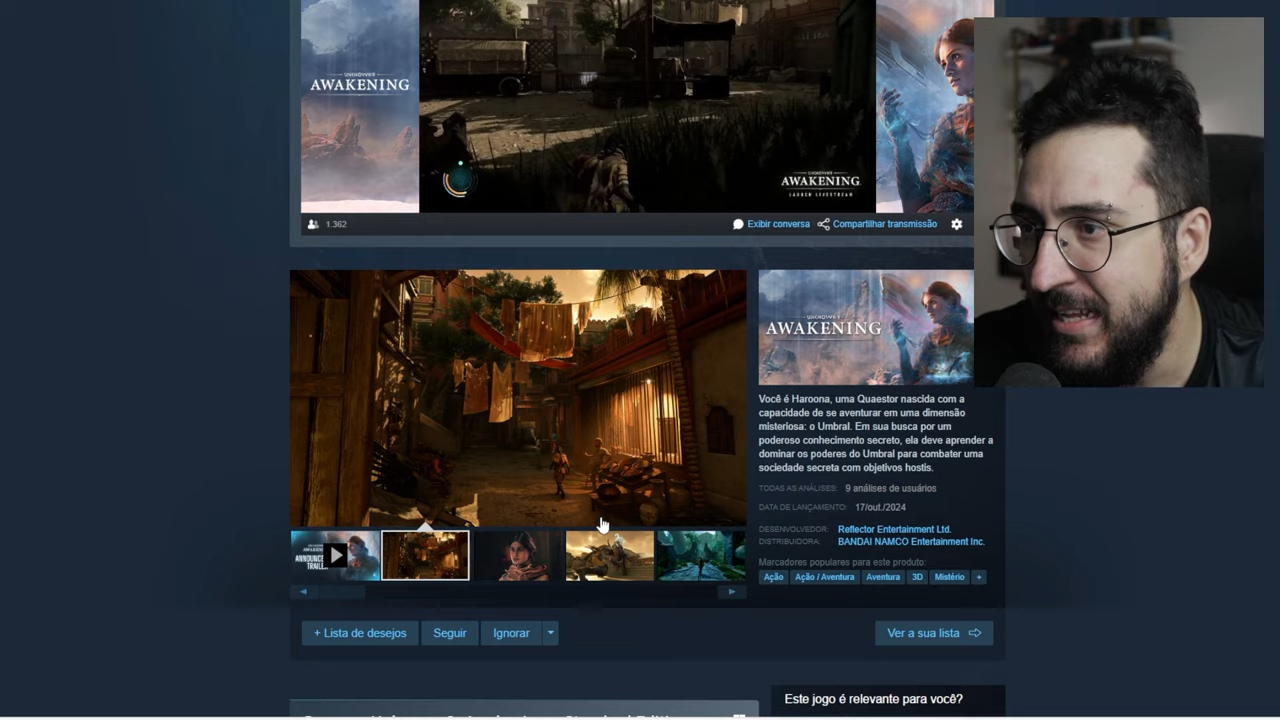 UNKNOWN 9
AWAKENING
AWAKENING
LAUNCH LIVESTREAM
1.362
Exibir conversa
Compartilhar transmissão
AWAKENING
Você é Haroona, uma Quaestor nascida com a
capacidade de se aventurar em uma dimensão
misteriosa: o Umbral. Em sua busca por um
poderoso conhecimento secreto, ela deve aprender a
dominar os poderes do Umbral para combater uma
sociedade secreta com objetivos hostis.
TODAS AS ANÁLISES: 9 análises de usuários
DATA DE LANÇAMENTO: 17/out./2024
DESENVOLVEDOR: Reflector Entertainment Ltd.
DISTRIBUIDORA: BANDAI NAMCO Entertainment Inc.
Marcadores populares para este produto:
Ação Ação / Aventura Aventura 3D Mistério +
+ Lista de desejos Seguir Ignorar
Ver a sua lista
Este jogo é relevante para você?